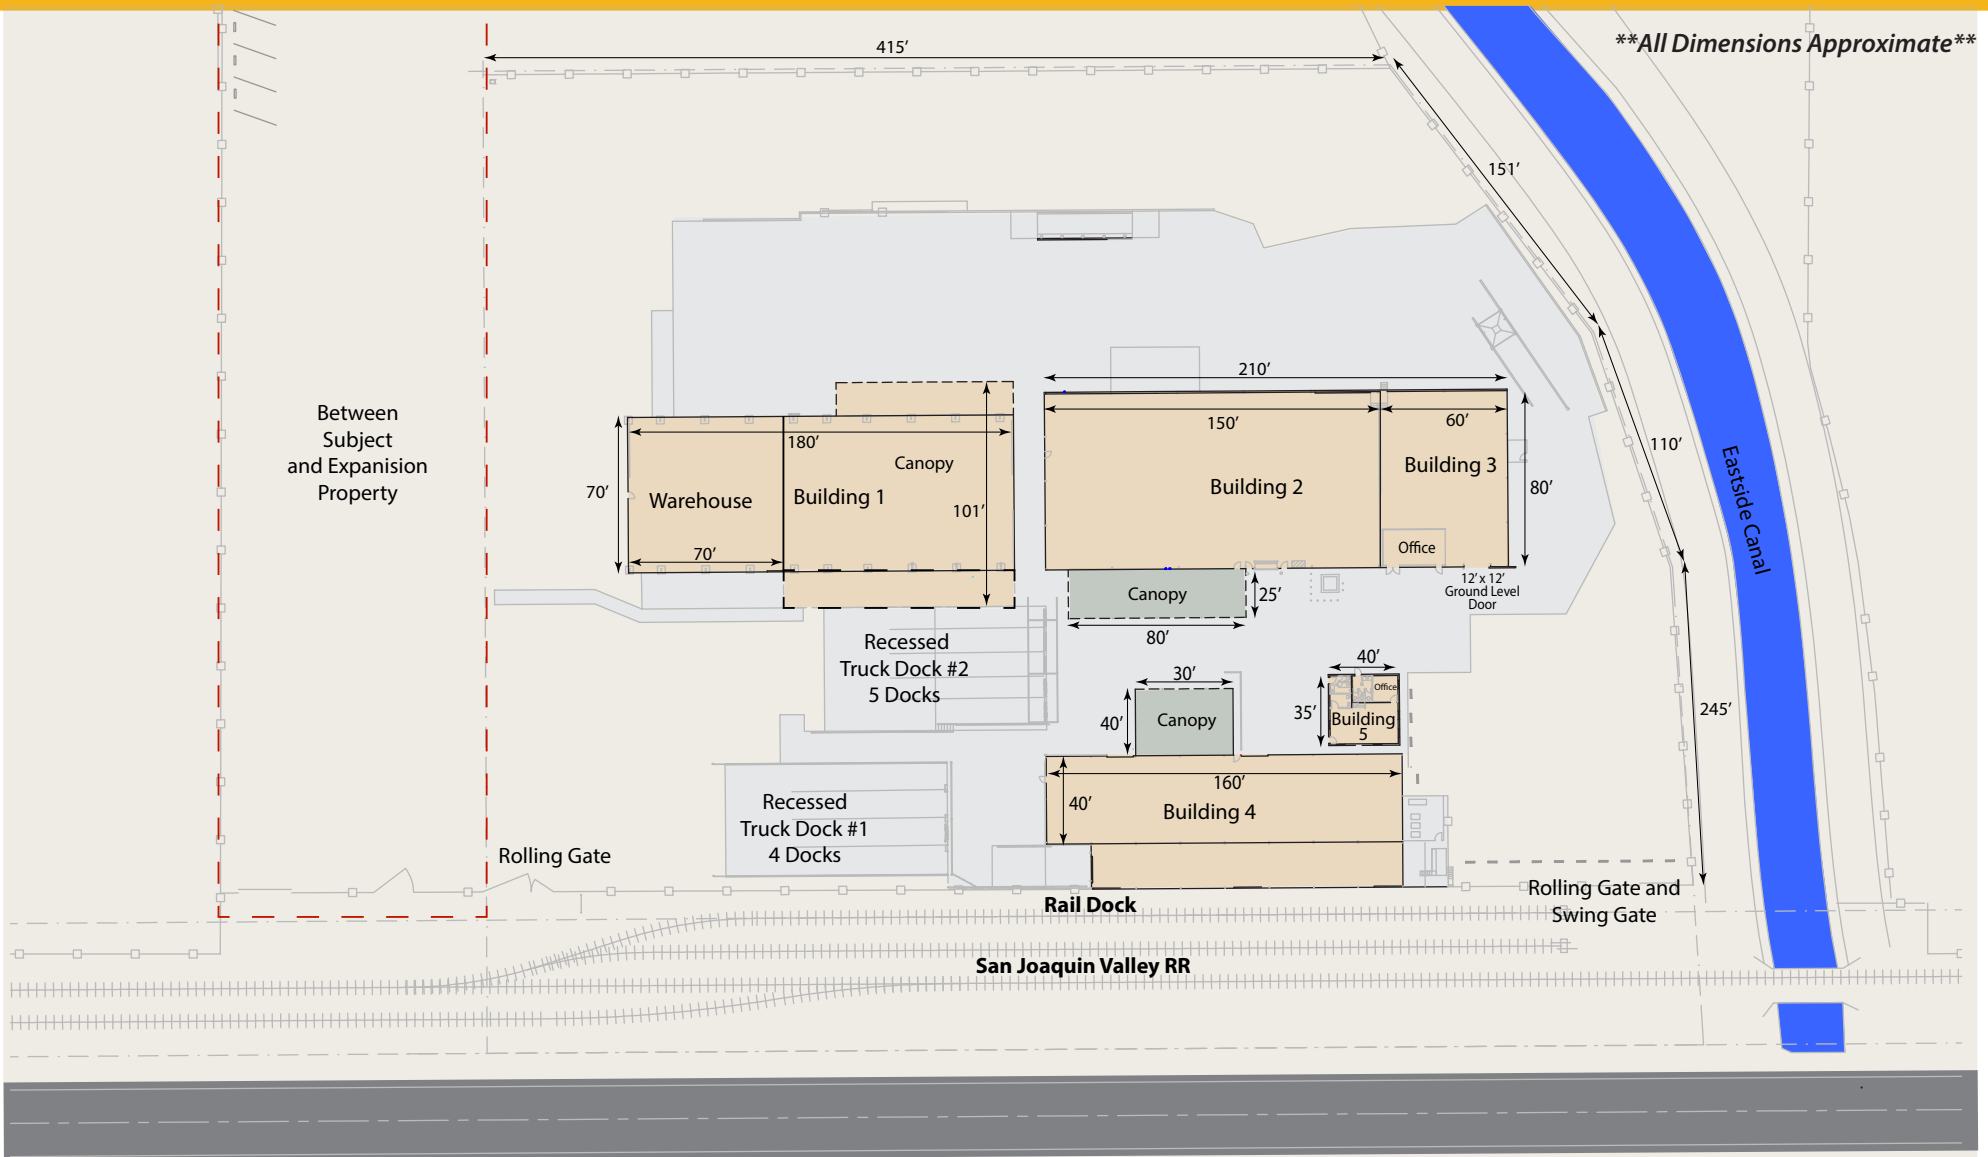 415’
**All Dimensions Approximate**
151’
210’
150’
60’
Between
Subject
and Expanision
Property
180’
Canopy
Building 3
110’
Eastside Canal
70’
Warehouse
Building 1
101’
Building 2
80’
70’
Office
12’ x 12’
Ground Level
Door
Canopy
25’
80’
Recessed
Truck Dock #2
5 Docks
30’
40’
40’
Canopy
35’
Office
Building
5
245’
160’
40’
Building 4
Recessed
Truck Dock #1
4 Docks
Rolling Gate
Rolling Gate and
Swing Gate
Rail Dock
San Joaquin Valley RR